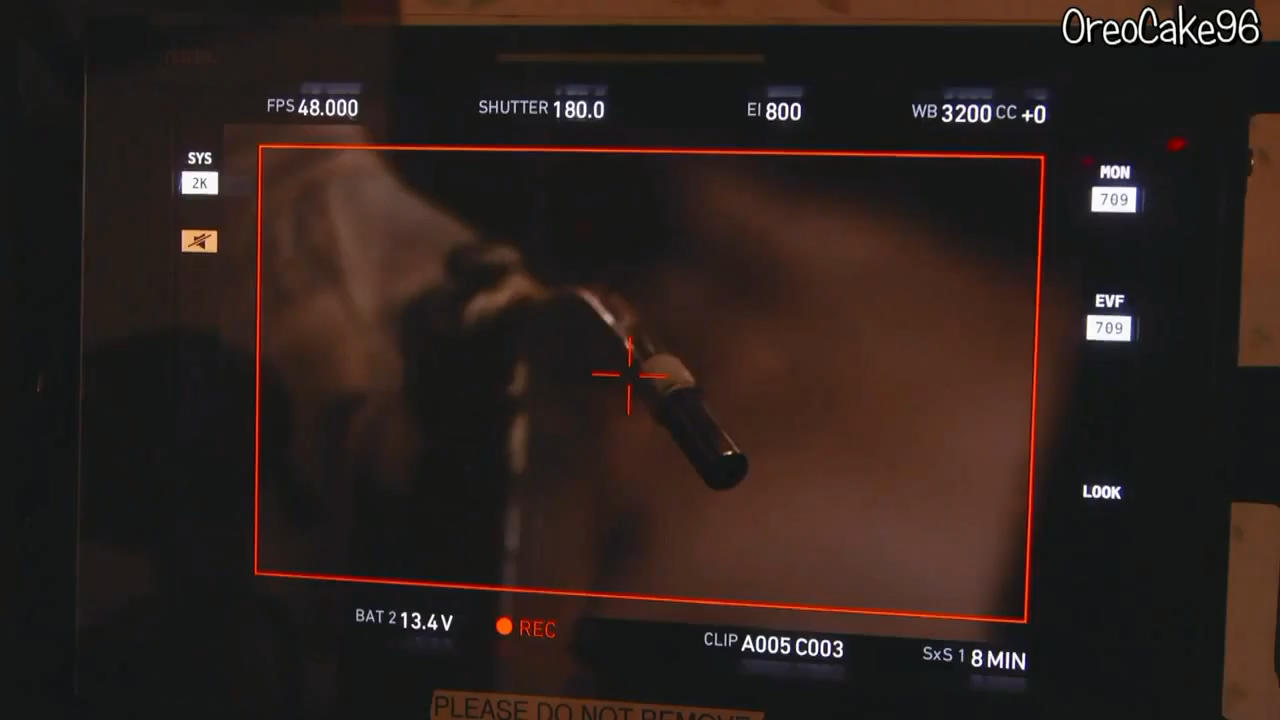 OreoCake96
FPS 48.000 SHUTTER 180.0 EI 800 WB 3200 CC +0
SYS
2K
MON
709
EVF
709
LOOK
BAT 2 13.4 V
REC
CLIP A005 C003
SxS 1 8 MIN
PLEASE DO NOT REMOVE